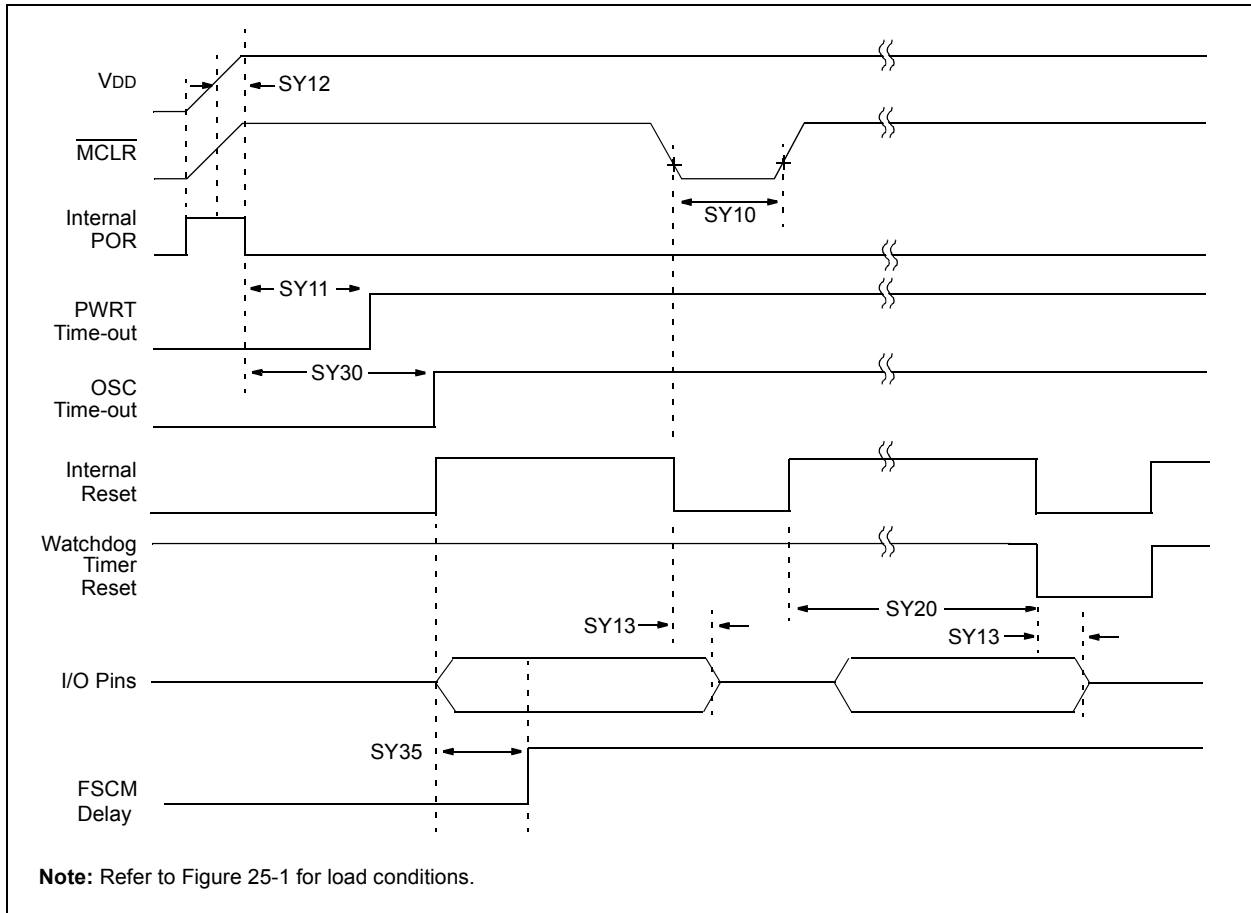 VDD
SY12
MCLR
SY10
Internal
POR
SY11
PWRT
Time-out
SY30
OSC
Time-out
Internal
Reset
Watchdog
Timer
Reset
SY20
SY13
SY13
I/O Pins
SY35
FSCM
Delay
Note: Refer to Figure 25-1 for load conditions.